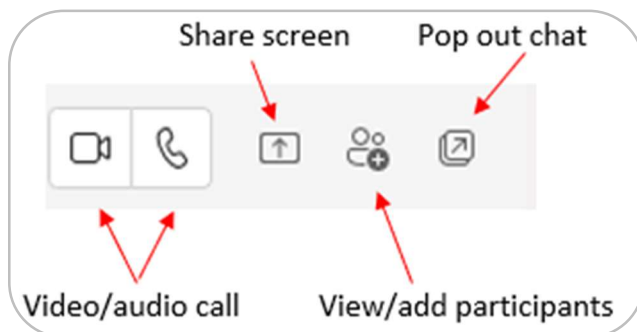 Share screen
Pop out chat
Video/audio call
View/add participants